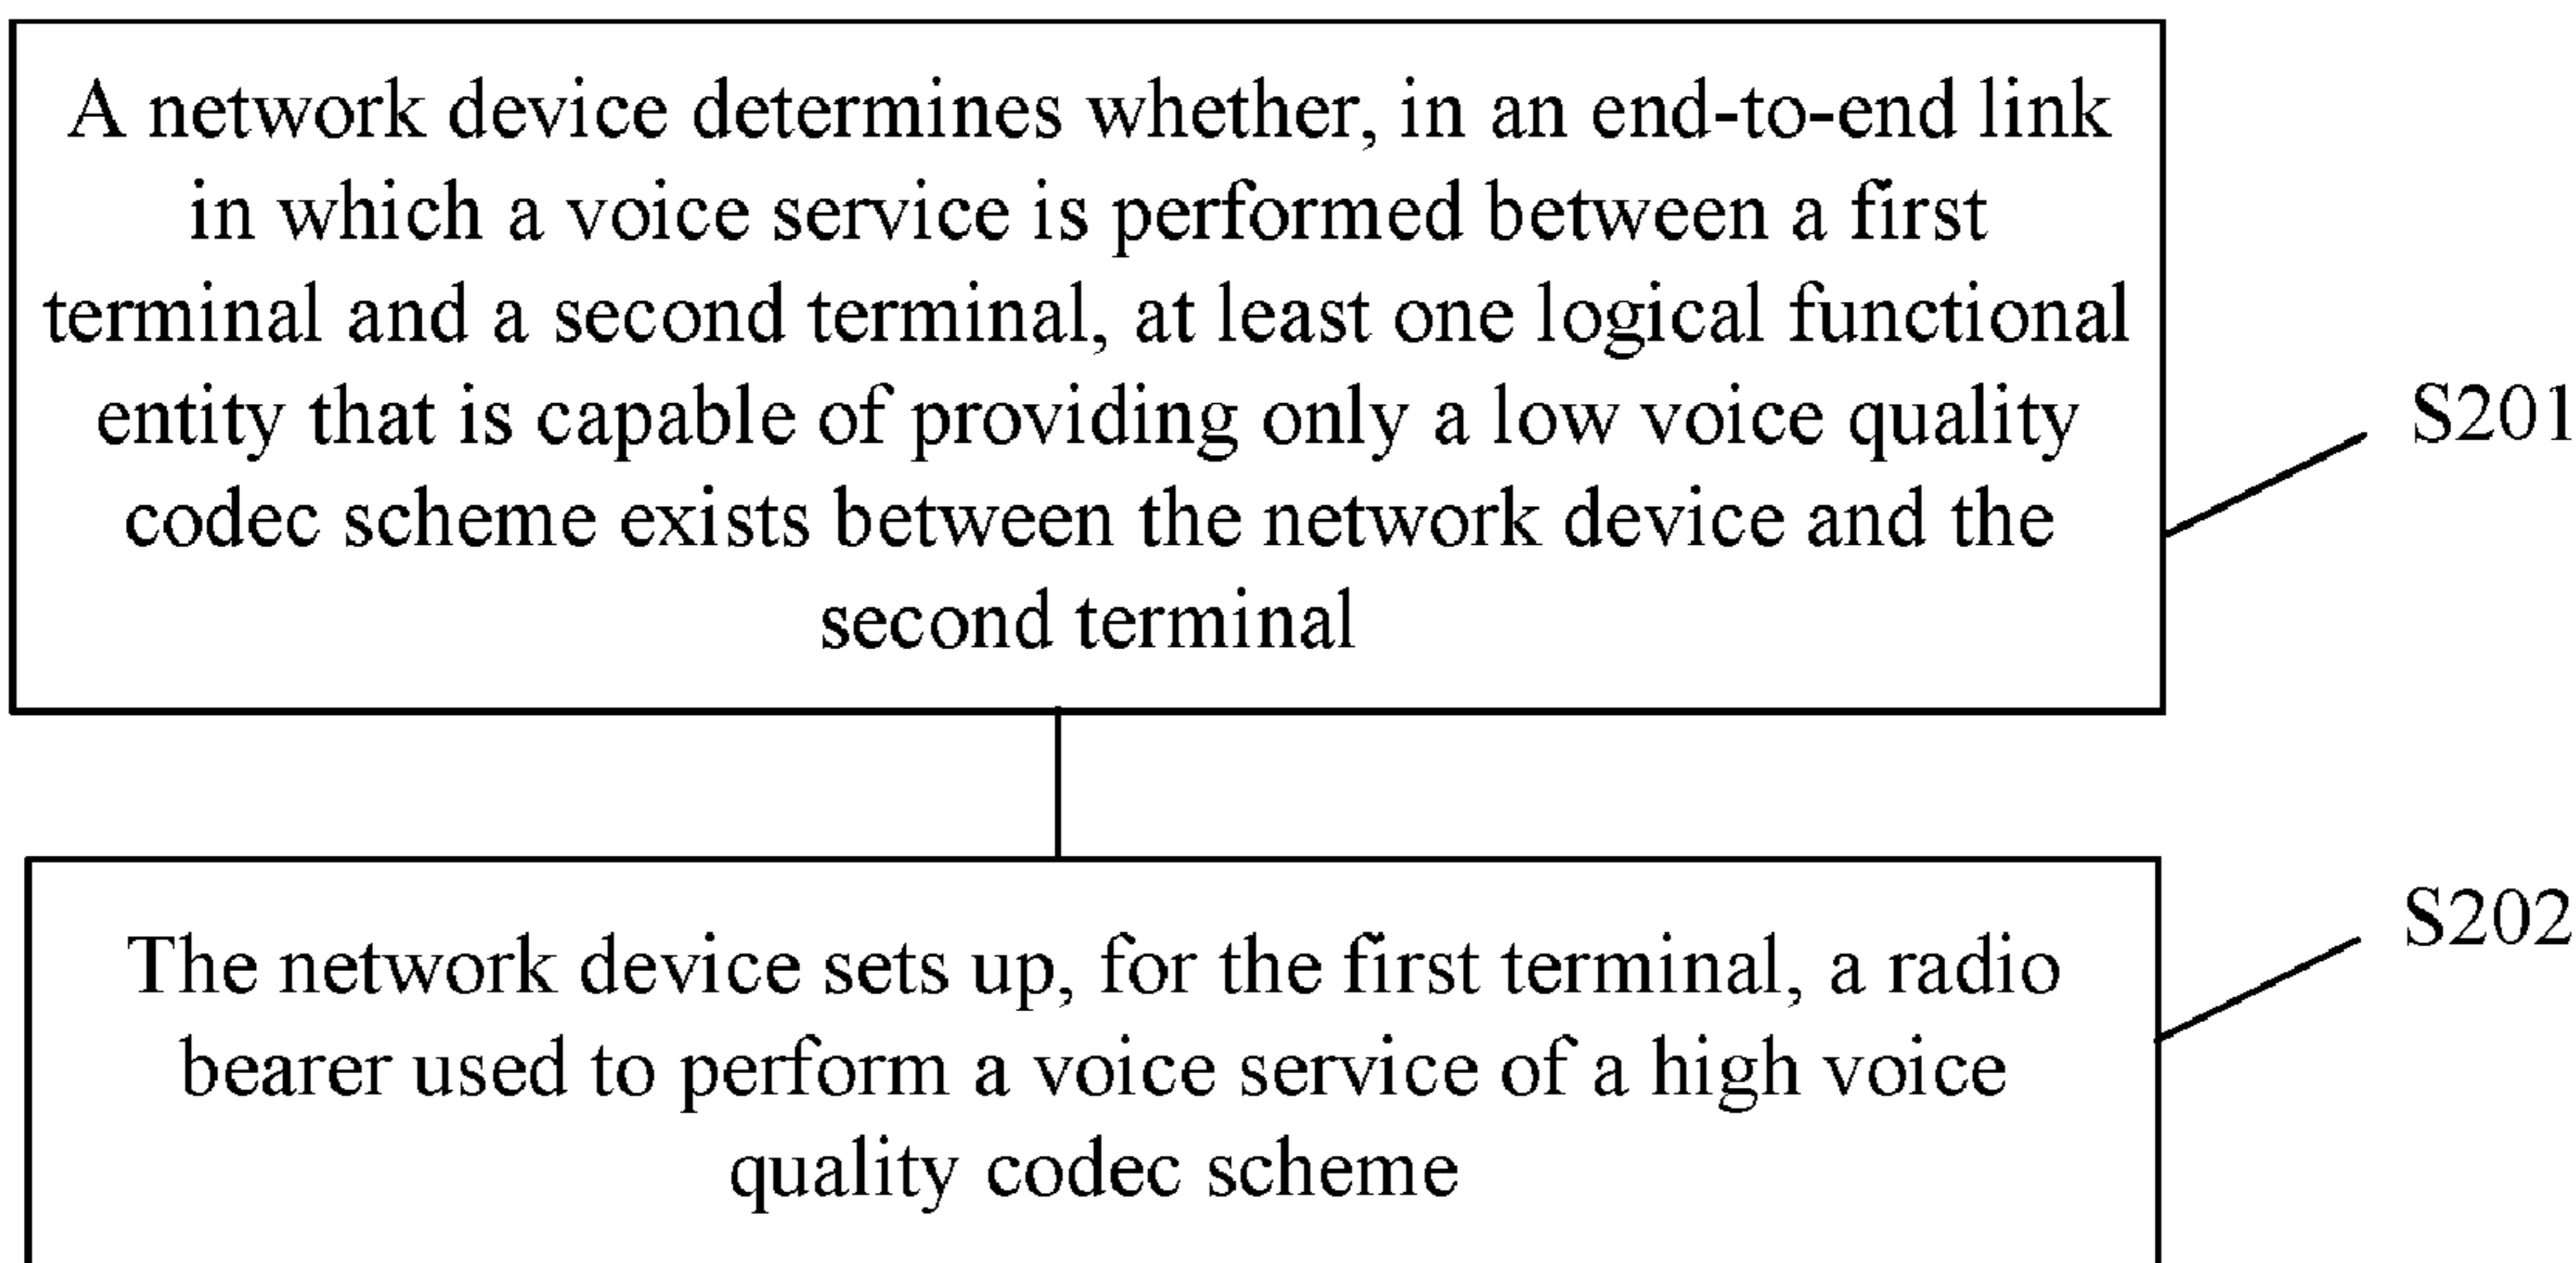 A network device determines whether, in an end-to-end link
in which a voice service is performed between a first
terminal and a second terminal, at least one logical functional
entity that is capable of providing only a low voice quality
codec scheme exists between the network device and the
second terminal
S201
The network device sets up, for the first terminal, a radio
bearer used to perform a voice service of a high voice
quality codec scheme
S202